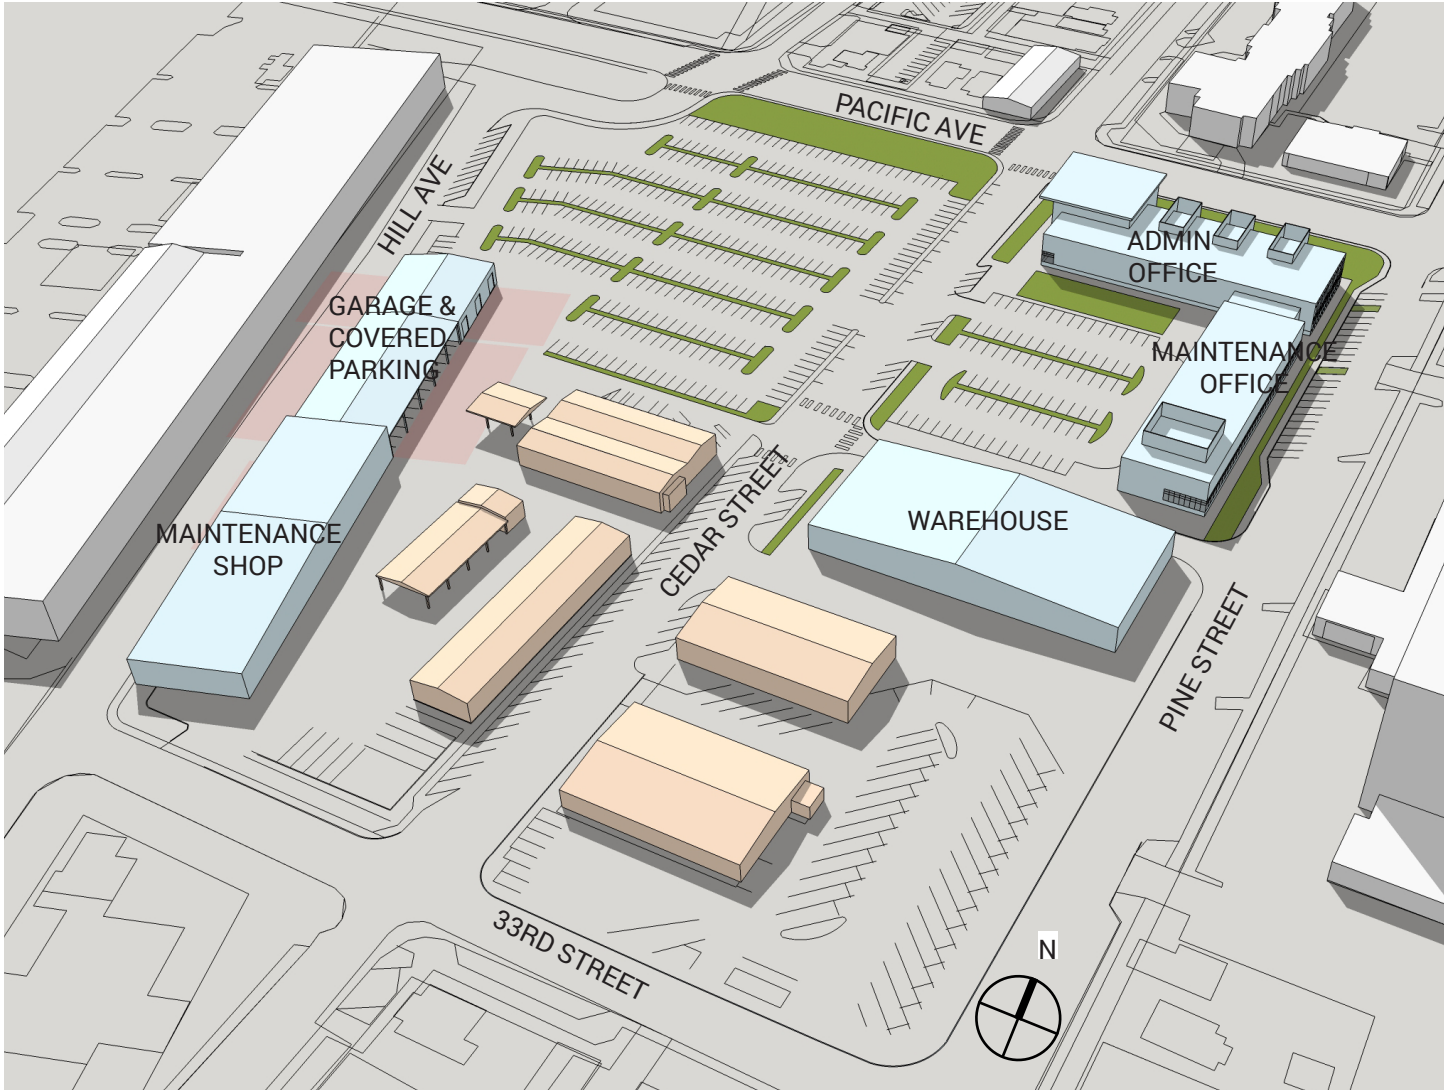 PACIFIC AVE
HILL AVE
ADMIN
OFFICE
GARAGE &
COVERED
PARKING
MAINTENANCE
OFFICE
WAREHOUSE
MAINTENANCE
SHOP
CEDAR STREET
PINE STREET
33RD STREET
N